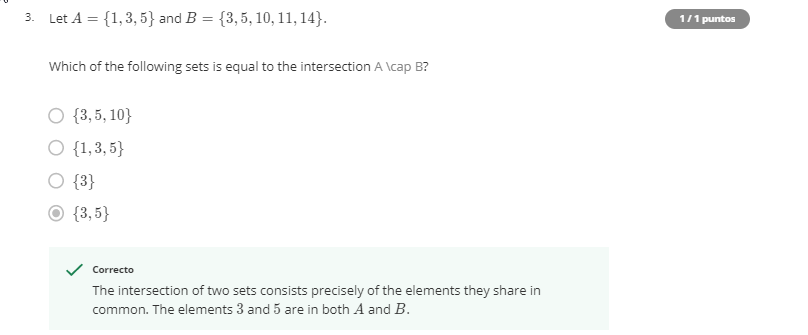 3. Let A = {1, 3, 5} and B = {3, 5, 10, 11, 14}.
1 / 1 puntos
Which of the following sets is equal to the intersection A \cap B?
{3, 5, 10}
{1, 3, 5}
{3}
{3, 5}
Correcto
The intersection of two sets consists precisely of the elements they share in
common. The elements 3 and 5 are in both A and B.